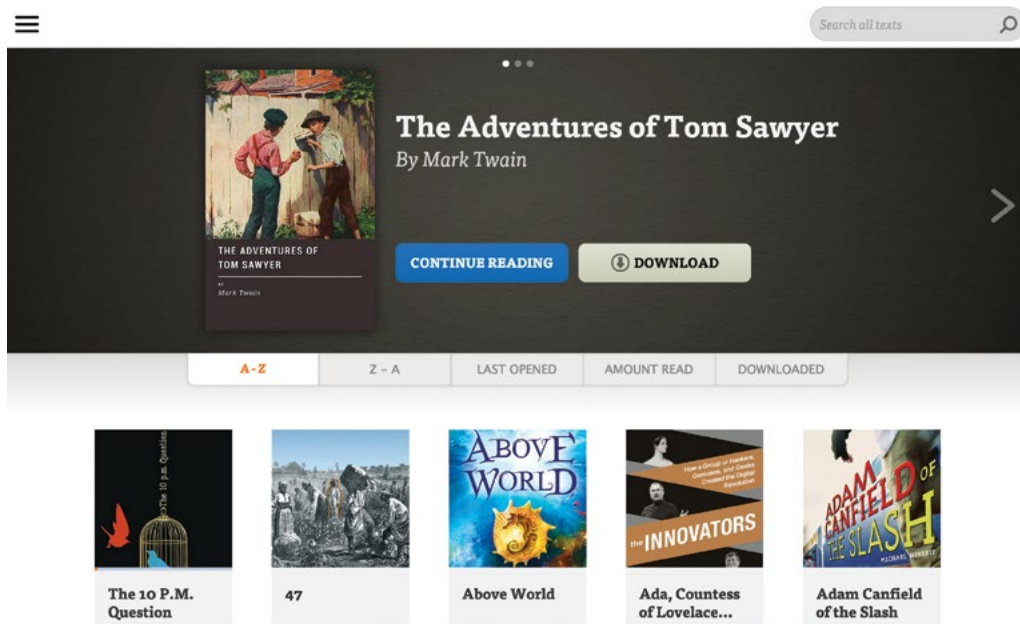 Search all texts
The Adventures of Tom Sawyer
By Mark Twain
THE ADVENTURES OF
TOM SAWYER
BY
Mark Twain
CONTINUE READING
DOWNLOAD
A - Z
Z – A
LAST OPENED
AMOUNT READ
DOWNLOADED
The 10 p.m. Question
ABOVE
WORLD
How a Group of Hackers,
Geniuses, and Geeks
Created the Digital
Revolution
the INNOVATORS
ADAM
CANFIELD OF
THE SLASH
MICHAEL WINERIP
The 10 P.M.
Question
47
Above World
Ada, Countess
of Lovelace...
Adam Canfield
of the Slash